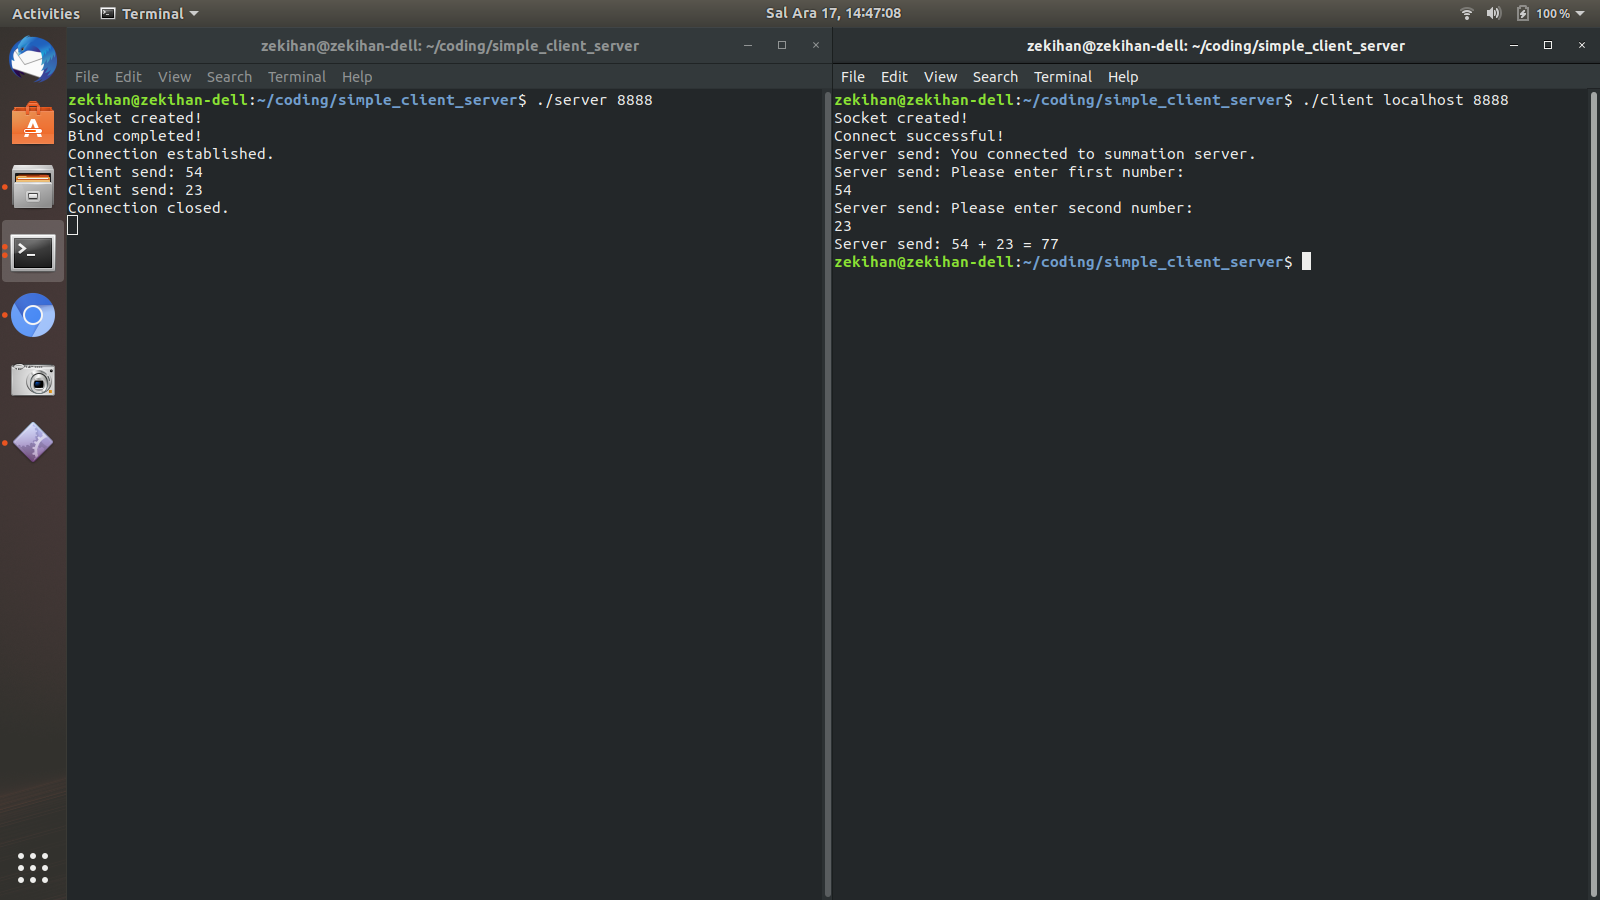 Activities Terminal Sal Ara 17, 14:47:08 100 %
zekihan@zekihan-dell: ~/coding/simple_client_server
File Edit View Search Terminal Help
zekihan@zekihan-dell:~/coding/simple_client_server$ ./server 8888
Socket created!
Bind completed!
Connection established.
Client send: 54
Client send: 23
Connection closed.
zekihan@zekihan-dell: ~/coding/simple_client_server
File Edit View Search Terminal Help
zekihan@zekihan-dell:~/coding/simple_client_server$ ./client localhost 8888
Socket created!
Connect successful!
Server send: You connected to summation server.
Server send: Please enter first number:
54
Server send: Please enter second number:
23
Server send: 54 + 23 = 77
zekihan@zekihan-dell:~/coding/simple_client_server$